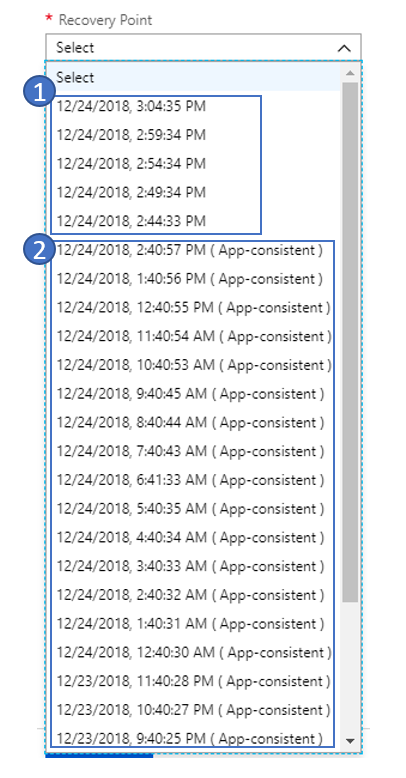 * Recovery Point
Select
Select
1
12/24/2018, 3:04:35 PM
12/24/2018, 2:59:34 PM
12/24/2018, 2:54:34 PM
12/24/2018, 2:49:34 PM
12/24/2018, 2:44:33 PM
2
12/24/2018, 2:40:57 PM ( App-consistent )
12/24/2018, 1:40:56 PM ( App-consistent )
12/24/2018, 12:40:55 PM ( App-consistent )
12/24/2018, 11:40:54 AM ( App-consistent )
12/24/2018, 10:40:53 AM ( App-consistent )
12/24/2018, 9:40:45 AM ( App-consistent )
12/24/2018, 8:40:44 AM ( App-consistent )
12/24/2018, 7:40:43 AM ( App-consistent )
12/24/2018, 6:41:33 AM ( App-consistent )
12/24/2018, 5:40:35 AM ( App-consistent )
12/24/2018, 4:40:34 AM ( App-consistent )
12/24/2018, 3:40:33 AM ( App-consistent )
12/24/2018, 2:40:32 AM ( App-consistent )
12/24/2018, 1:40:31 AM ( App-consistent )
12/24/2018, 12:40:30 AM ( App-consistent )
12/23/2018, 11:40:28 PM ( App-consistent )
12/23/2018, 10:40:27 PM ( App-consistent )
12/23/2018, 9:40:25 PM ( App-consistent )